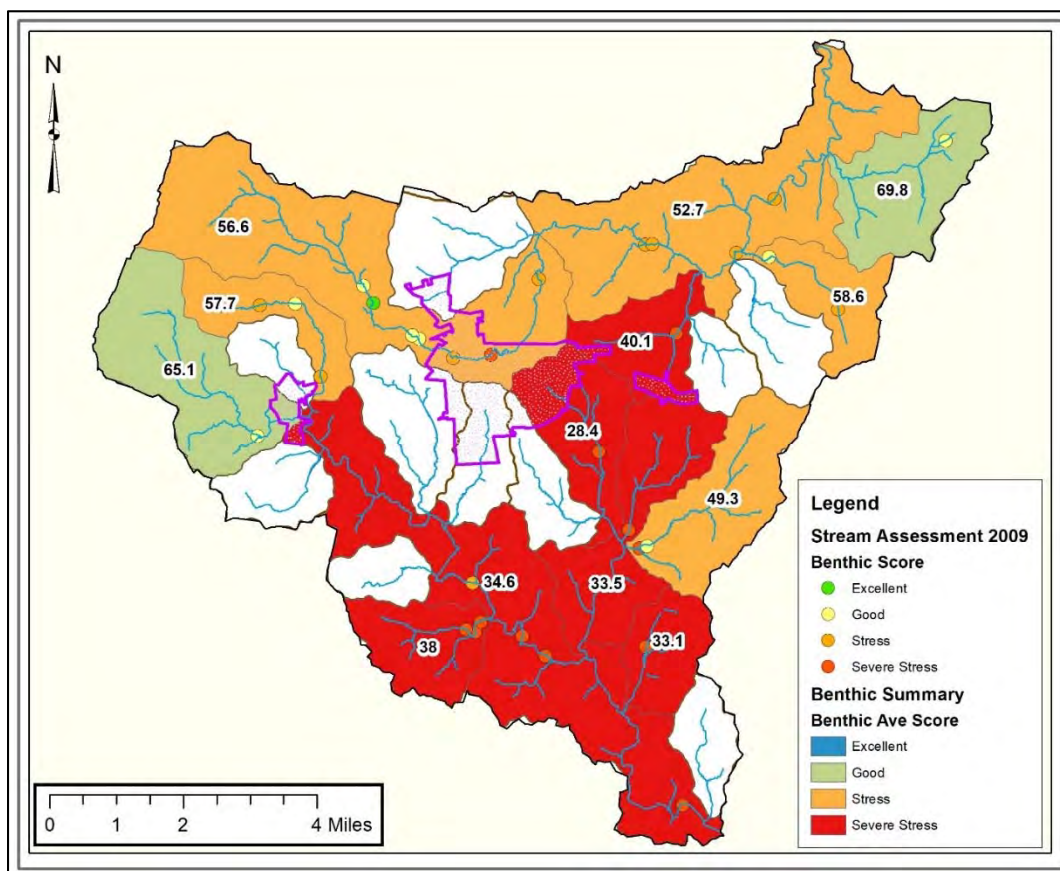 N
69.8
52.7
56.6
58.6
57.7
40.1
65.1
28.4
49.3
34.6
33.5
38
33.1
Legend
Stream Assessment 2009
Benthic Score
Excellent
Good
Stress
Severe Stress
Benthic Summary
Benthic Ave Score
Excellent
Good
Stress
Severe Stress
0 1 2 4 Miles